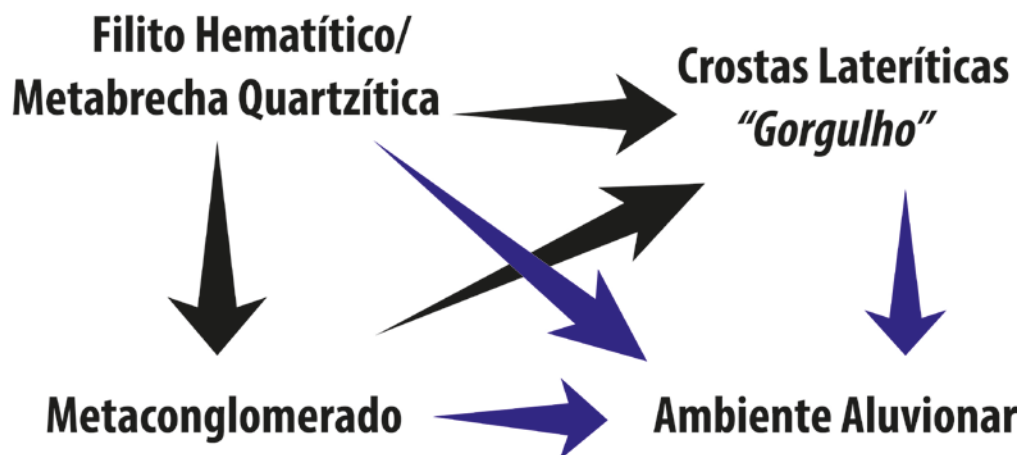 Filito Hematítico/
Metabrecha Quartzítica
Crostas Lateríticas
“Gorgulho”
Metaconglomerado
Ambiente Aluvionar